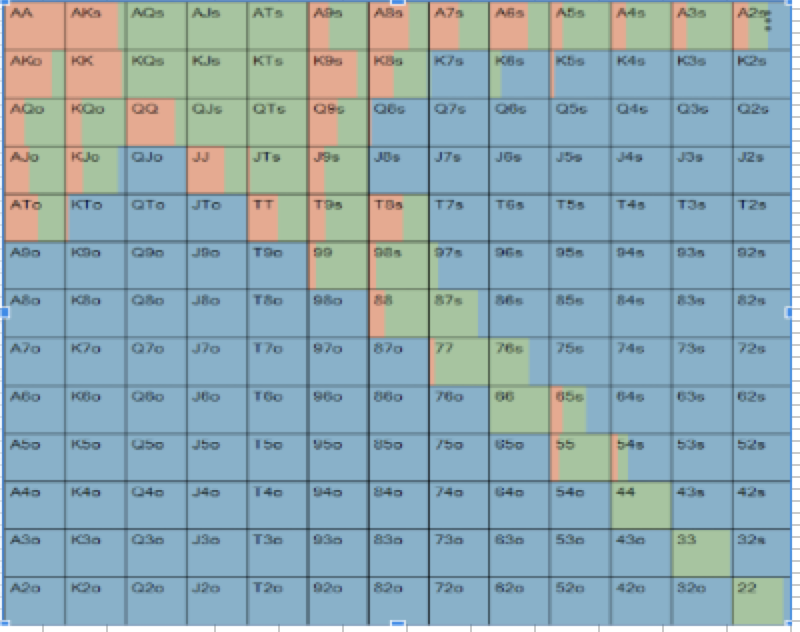 AA AKs AQs AJs ATs A9s A8s A7s A6s A5s A4s A3s A2s
AKo KK KQs KJs KTs K9s K8s K7s K6s K5s K4s K3s K2s
AQo KQo QQ QJs QTs Q9s Q8s Q7s Q6s Q5s Q4s Q3s Q2s
AJo KJo QJo JJ JTs J9s J8s J7s J6s J5s J4s J3s J2s
ATo KTo QTo JTo TT T9s T8s T7s T6s T5s T4s T3s T2s
A9o K9o Q9o J9o T9o 99 98s 97s 96s 95s 94s 93s 92s
A8o K8o Q8o J8o T8o 98o 88 87s 86s 85s 84s 83s 82s
A7o K7o Q7o J7o T7o 97o 87o 77 76s 75s 74s 73s 72s
A6o K6o Q6o J6o T6o 96o 86o 76o 66 65s 64s 63s 62s
A5o K5o Q5o J5o T5o 95o 85o 75o 65o 55 54s 53s 52s
A4o K4o Q4o J4o T4o 94o 84o 74o 64o 54o 44 43s 42s
A3o K3o Q3o J3o T3o 93o 83o 73o 63o 53o 43o 33 32s
A2o K2o Q2o J2o T2o 92o 82o 72o 62o 52o 42o 32o 22